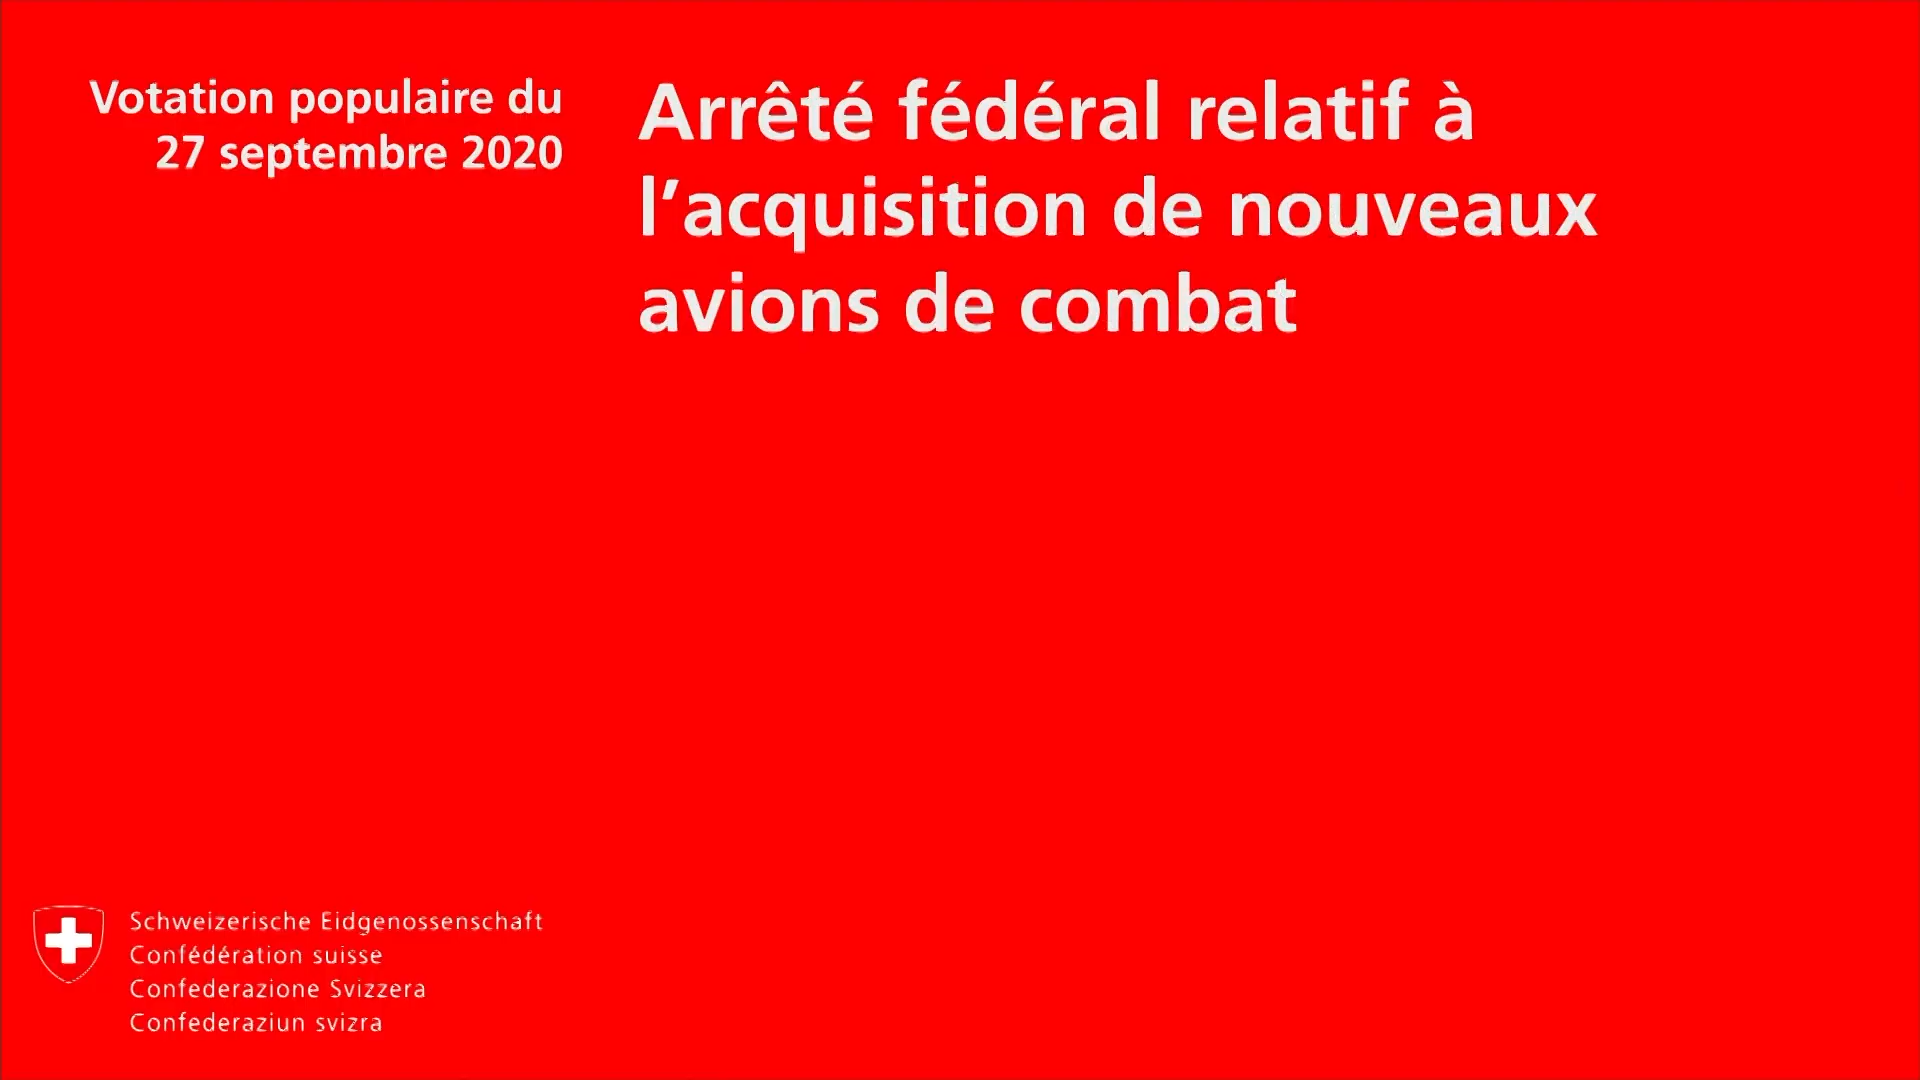 Votation populaire du
27 septembre 2020
Arrêté fédéral relatif à
l’acquisition de nouveaux
avions de combat
Schweizerische Eidgenossenschaft
Confédération suisse
Confederazione Svizzera
Confederaziun svizra